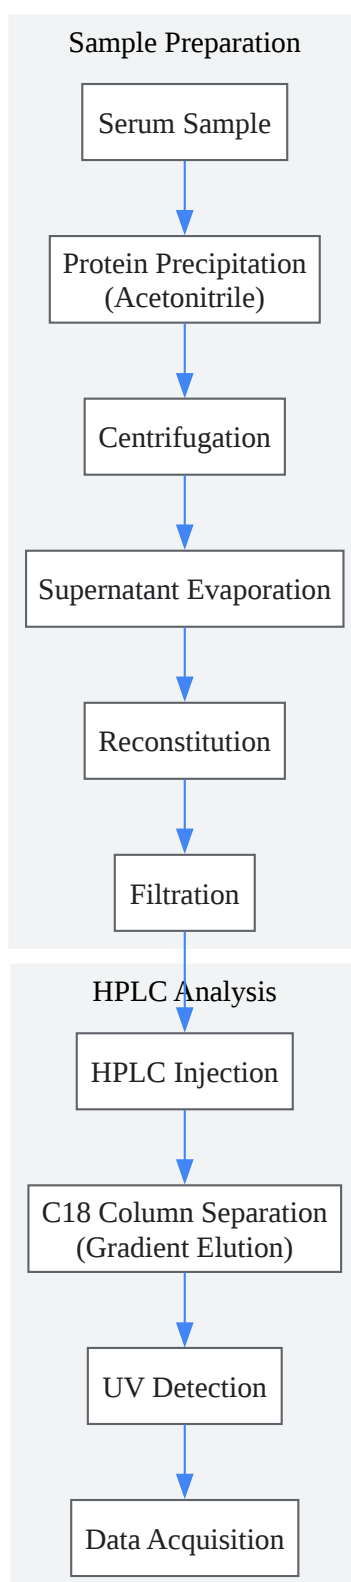 Sample Preparation
Serum Sample
Protein Precipitation
(Acetonitrile)
Centrifugation
Supernatant Evaporation
Reconstitution
Filtration
HPLC Analysis
HPLC Injection
C18 Column Separation
(Gradient Elution)
UV Detection
Data Acquisition